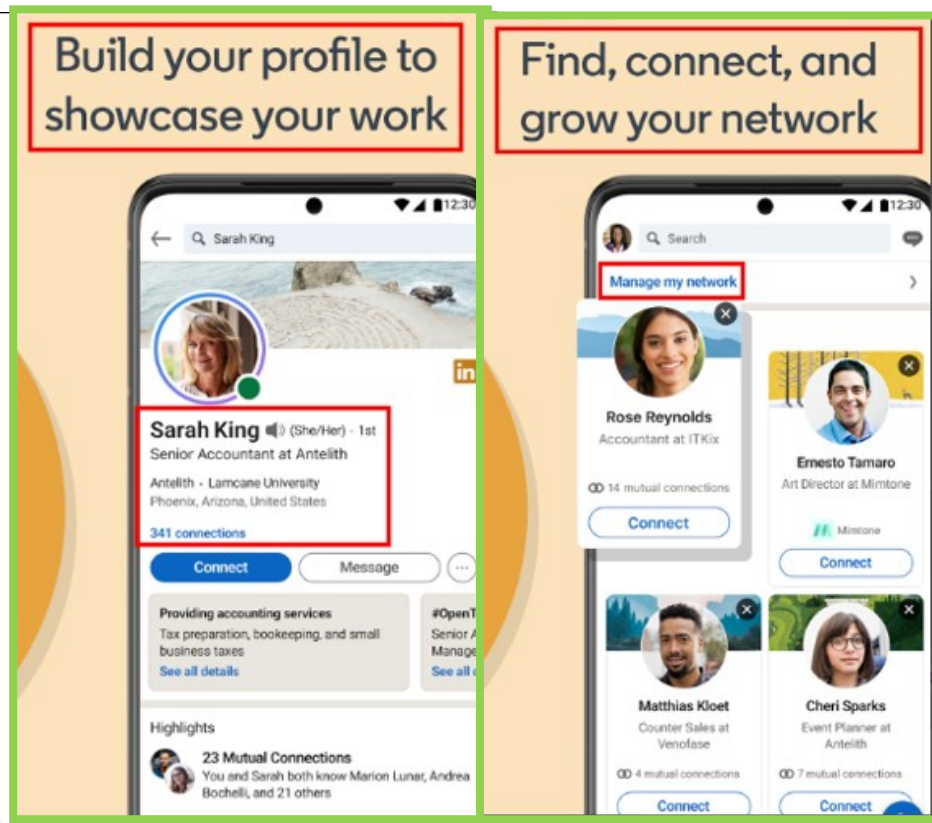 Build your profile to
showcase your work
12:30
Sarah King
in
Sarah King (She/Her) · 1st
Senior Accountant at Antelith
Antelith · Lamcane University
Phoenix, Arizona, United States
341 connections
Connect
Message
Providing accounting services
Tax preparation, bookeeping, and small
business taxes
See all details
#OpenT
Senior A
Manage
See all
Highlights
23 Mutual Connections
You and Sarah both know Marion Lunar, Andrea
Bochelli, and 21 others
Find, connect, and
grow your network
12:30
Search
Manage my network
Rose Reynolds
Accountant at ITKix
14 mutual connections
Connect
Ernesto Tamaro
Art Director at Mimtone
Mimtone
Connect
Matthias Kloet
Counter Sales at
Venofase
4 mutual connections
Connect
Cheri Sparks
Event Planner at
Antelith
7 mutual connections
Connect